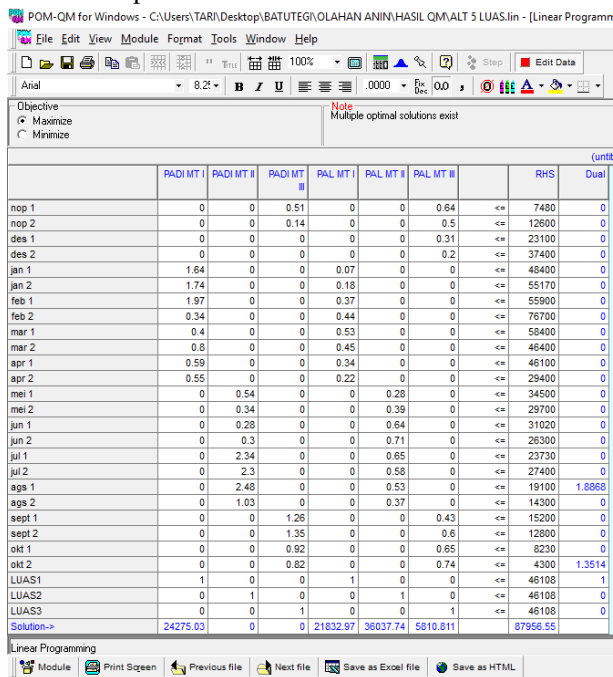 POM-QM for Windows - C:\Users\TARI\Desktop\BATUTEGI\OLAHAN ANIN\HASIL QM\ALT 5 LUAS.lin - [Linear Programm
File Edit View Module Format Tools Window Help
100% Step Edit Data
Arial 8.25 B I U .0000 Fix Dec 0.0 ,
Objective
Maximize
Minimize
Note
Multiple optimal solutions exist
(untit
PADI MT I PADI MT II PADI MT III PAL MT I PAL MT II PAL MT III RHS Dual
nop 1 0 0 0.51 0 0 0.64 <= 7480 0
nop 2 0 0 0.14 0 0 0.5 <= 12600 0
des 1 0 0 0 0 0 0.31 <= 23100 0
des 2 0 0 0 0 0 0.2 <= 37400 0
jan 1 1.64 0 0 0.07 0 0 <= 48400 0
jan 2 1.74 0 0 0.18 0 0 <= 55170 0
feb 1 1.97 0 0 0.37 0 0 <= 55900 0
feb 2 0.34 0 0 0.44 0 0 <= 76700 0
mar 1 0.4 0 0 0.53 0 0 <= 58400 0
mar 2 0.8 0 0 0.45 0 0 <= 46400 0
apr 1 0.59 0 0 0.34 0 0 <= 46100 0
apr 2 0.55 0 0 0.22 0 0 <= 29400 0
mei 1 0 0.54 0 0 0.28 0 <= 34500 0
mei 2 0 0.34 0 0 0.39 0 <= 29700 0
jun 1 0 0.28 0 0 0.64 0 <= 31020 0
jun 2 0 0.3 0 0 0.71 0 <= 26300 0
jul 1 0 2.34 0 0 0.65 0 <= 23730 0
jul 2 0 2.3 0 0 0.58 0 <= 27400 0
ags 1 0 2.48 0 0 0.53 0 <= 19100 1.8868
ags 2 0 1.03 0 0 0.37 0 <= 14300 0
sept 1 0 0 1.26 0 0 0.43 <= 15200 0
sept 2 0 0 1.35 0 0 0.6 <= 12800 0
okt 1 0 0 0.92 0 0 0.65 <= 8230 0
okt 2 0 0 0.82 0 0 0.74 <= 4300 1.3514
LUAS1 1 0 0 1 0 0 <= 46108 1
LUAS2 0 1 0 0 1 0 <= 46108 0
LUAS3 0 0 1 0 0 1 <= 46108 0
Solution-> 24275.03 0 0 21832.97 36037.74 5810.811 87956.55
Linear Programming
Module Print Screen Previous file Next file Save as Excel file Save as HTML